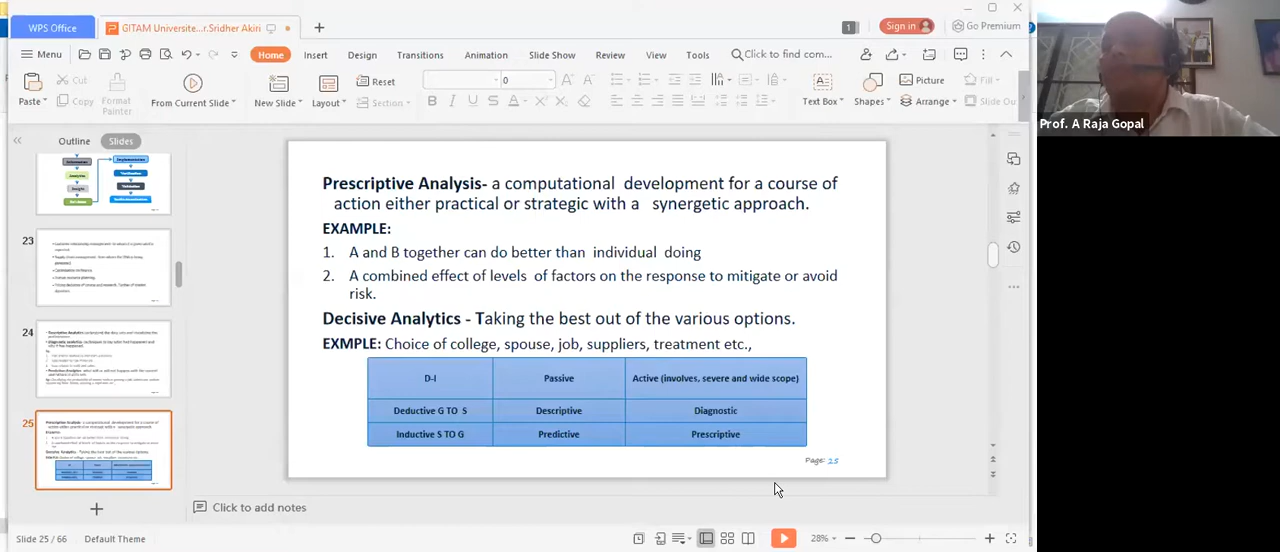 WPS Office
GITAM Universite...r.Sridher Akiri
1
Sign in
Go Premium
Menu
Home
Insert
Design
Transitions
Animation
Slide Show
Review
View
Tools
Click to find com...
Paste
Cut
Copy
Format
Painter
From Current Slide
New Slide
Layout
Reset
Section
Text Box
Shapes
Picture
Arrange
Fill
Slide Out
Outline
Slides
23
24
25
Prescriptive Analysis- a computational development for a course of
action either practical or strategic with a synergetic approach.
EXAMPLE:
1. A and B together can do better than individual doing
2. A combined effect of levels of factors on the response to mitigate or avoid
risk.
Decisive Analytics - Taking the best out of the various options.
EXAMPLE: Choice of college, spouse, job, suppliers, treatment etc.,
D-I Passive Active (involves, severe and wide scope)
Deductive G TO S Descriptive Diagnostic
Inductive S TO G Predictive Prescriptive
Page 25
Click to add notes
Slide 25 / 66
Default Theme
28%
Prof. A Raja Gopal